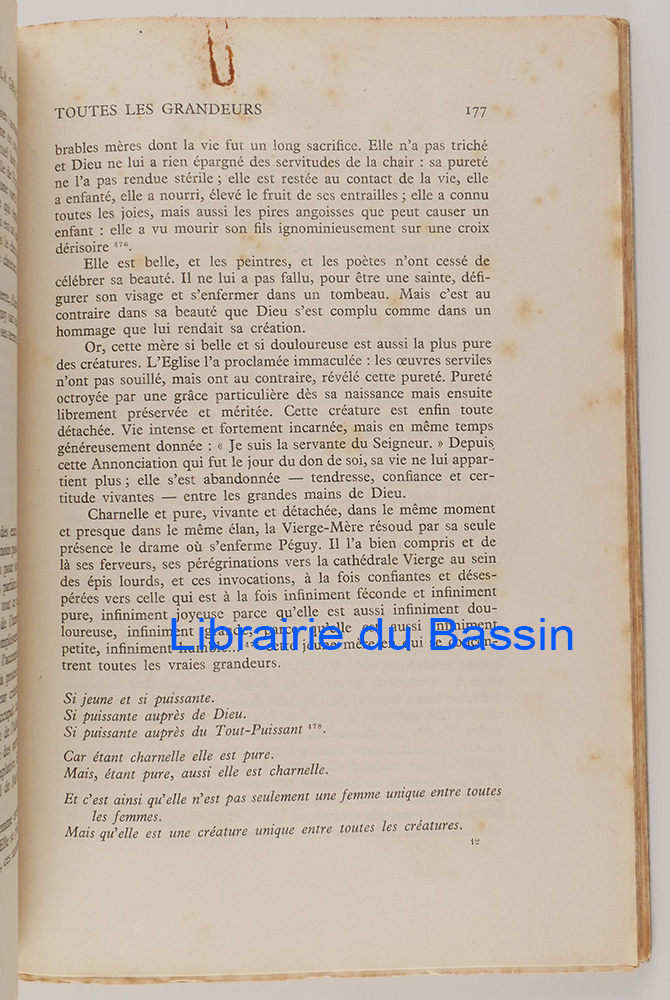 TOUTES LES GRANDEURS 177
brables mères dont la vie fut un long sacrifice. Elle n'a pas triché
et Dieu ne lui a rien épargné des servitudes de la chair : sa pureté
ne l'a pas rendue stérile ; elle est restée au contact de la vie, elle
a enfanté, elle a nourri, élevé le fruit de ses entrailles ; elle a connu
toutes les joies, mais aussi les pires angoisses que peut causer un
enfant : elle a vu mourir son fils ignominieusement sur une croix
dérisoire 476.
Elle est belle, et les peintres, et les poètes n'ont cessé de
célébrer sa beauté. Il ne lui a pas fallu, pour être une sainte, défi-
gurer son visage et s'enfermer dans un tombeau. Mais c'est au
contraire dans sa beauté que Dieu s'est complu comme dans un
hommage que lui rendait sa création.
Or, cette mère si belle et si douloureuse est aussi la plus pure
des créatures. L'Eglise l'a proclamée immaculée : les œuvres serviles
n'ont pas souillé, mais ont au contraire, révélé cette pureté. Pureté
octroyée par une grâce particulière dès sa naissance mais ensuite
librement préservée et méritée. Cette créature est enfin toute
détachée. Vie intense et fortement incarnée, mais en même temps
généreusement donnée : « Je suis la servante du Seigneur. » Depuis
cette Annonciation qui fut le jour du don de soi, sa vie ne lui appar-
tient plus ; elle s'est abandonnée — tendresse, confiance et cer-
titude vivantes — entre les grandes mains de Dieu.
Charnelle et pure, vivante et détachée, dans le même moment
et presque dans le même élan, la Vierge-Mère résoud par sa seule
présence le drame où s'enferme Péguy. Il l'a bien compris et de
là ses ferveurs, ses pérégrinations vers la cathédrale Vierge au sein
des épis lourds, et ces invocations, à la fois confiantes et déses-
pérées vers celle qui est à la fois infiniment féconde et infiniment
pure, infiniment joyeuse parce qu'elle est aussi infiniment dou-
loureuse, infiniment grande, parce qu'elle est aussi infiniment
Librairie du Bassin
petite, infiniment humble... cette jeune mère en qui se concen-
trent toutes les vraies grandeurs.
Si jeune et si puissante.
Si puissante auprès de Dieu.
Si puissante auprès du Tout-Puissant 478.
Car étant charnelle elle est pure.
Mais, étant pure, aussi elle est charnelle.
Et c'est ainsi qu'elle n'est pas seulement une femme unique entre toutes
les femmes.
Mais qu'elle est une créature unique entre toutes les créatures.
12